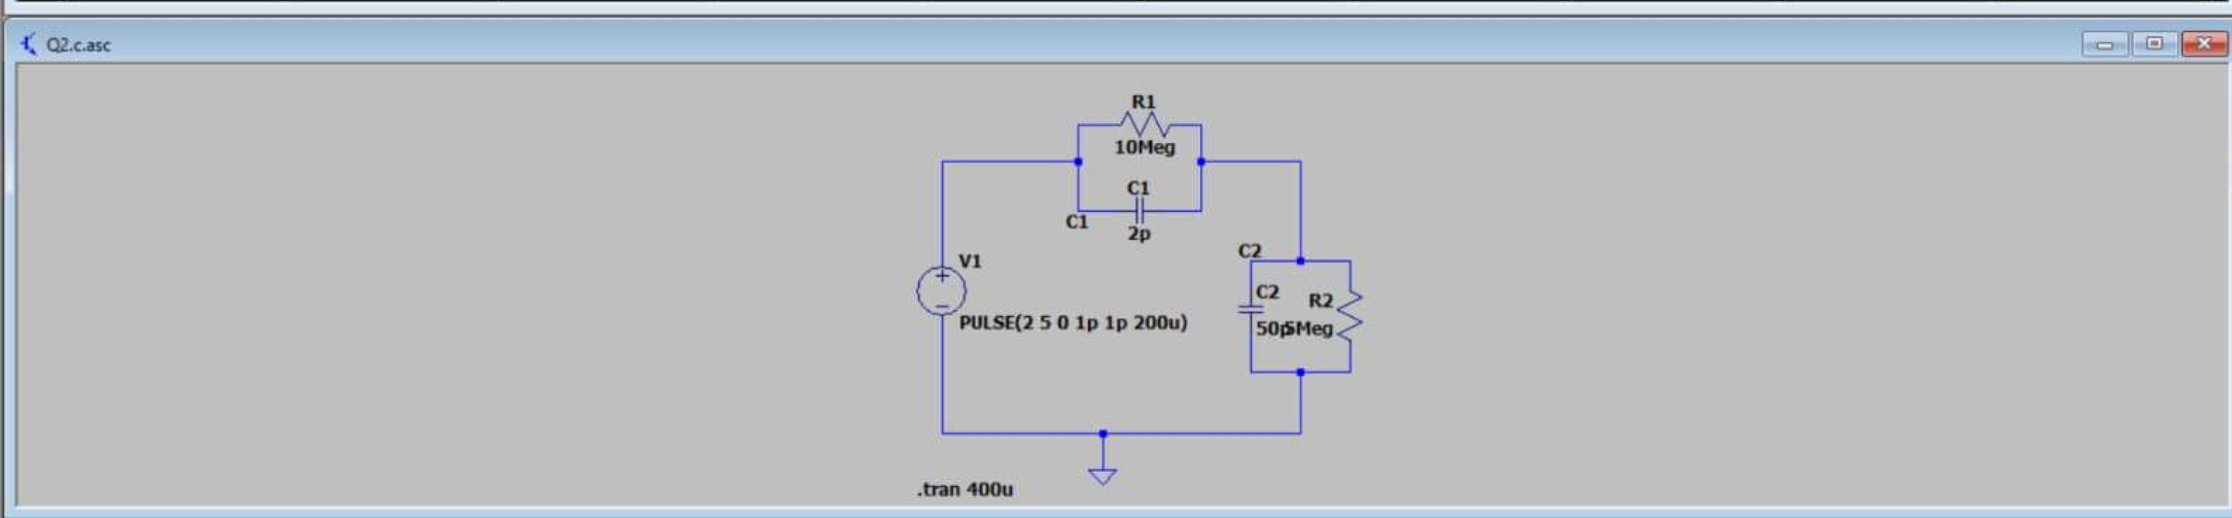 Q2.c.asc
R1
10Meg
C1
C1
2p
V1
PULSE(2 5 0 1p 1p 200u)
C2
C2
R2
50p5Meg
.tran 400u